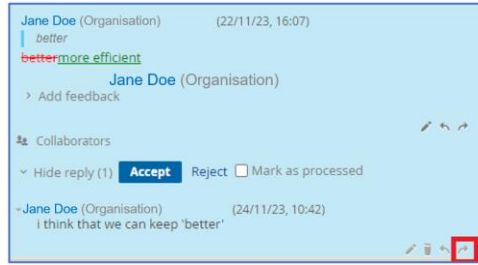 Jane Doe (Organisation) (22/11/23, 16:07)
better
bettermore efficient
Jane Doe (Organisation)
Add feedback
Collaborators
Hide reply (1) Accept Reject Mark as processed
Jane Doe (Organisation) (24/11/23, 10:42)
i think that we can keep 'better'